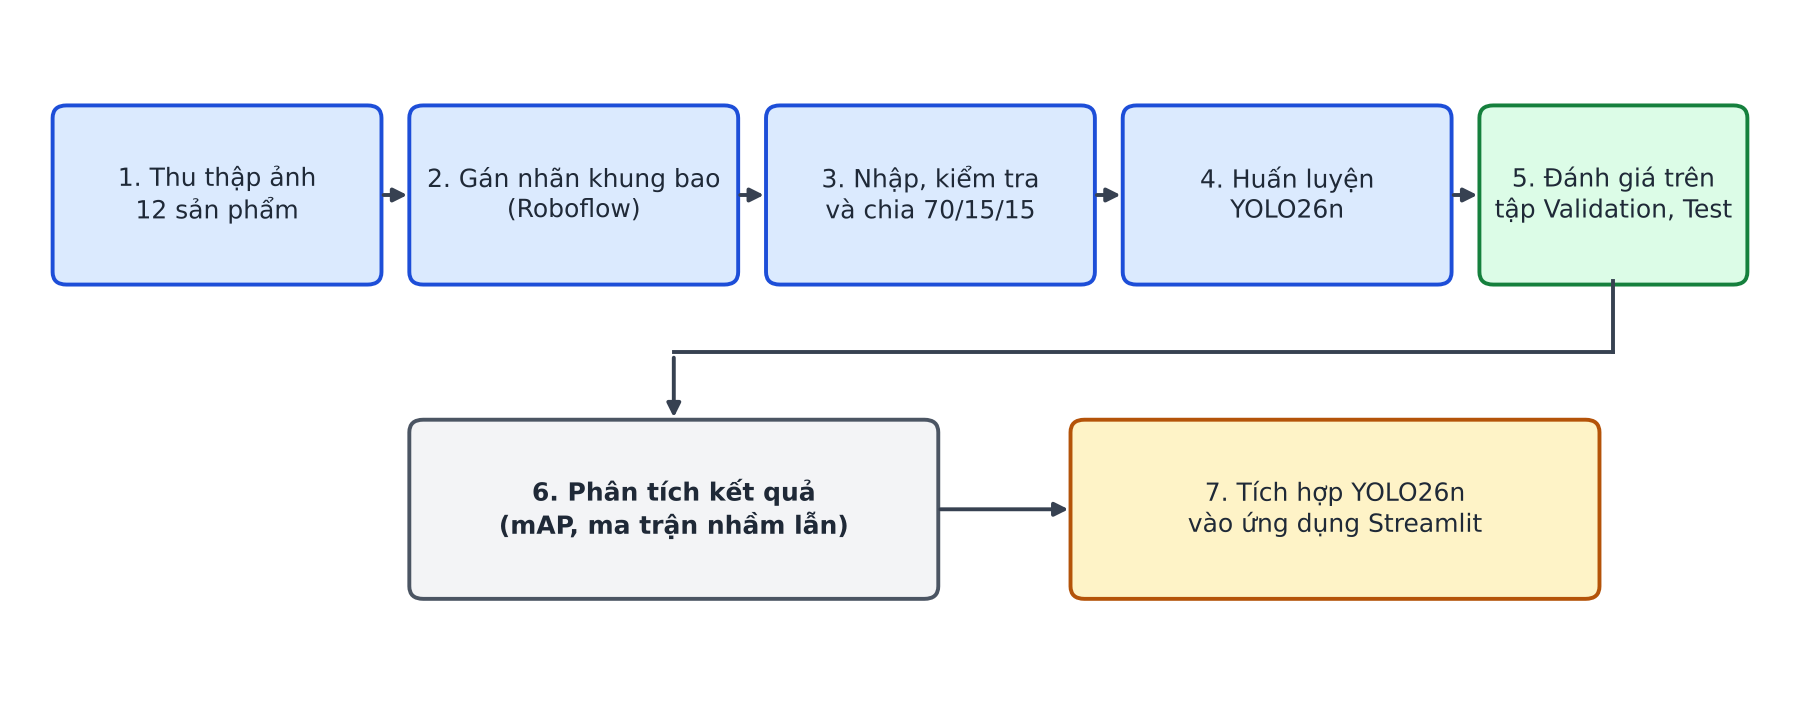 1. Thu thập ảnh
12 sản phẩm
2. Gán nhãn khung bao
(Roboflow)
3. Nhập, kiểm tra
và chia 70/15/15
4. Huấn luyện
YOLO26n
5. Đánh giá trên
tập Validation, Test
6. Phân tích kết quả
(mAP, ma trận nhầm lẫn)
7. Tích hợp YOLO26n
vào ứng dụng Streamlit